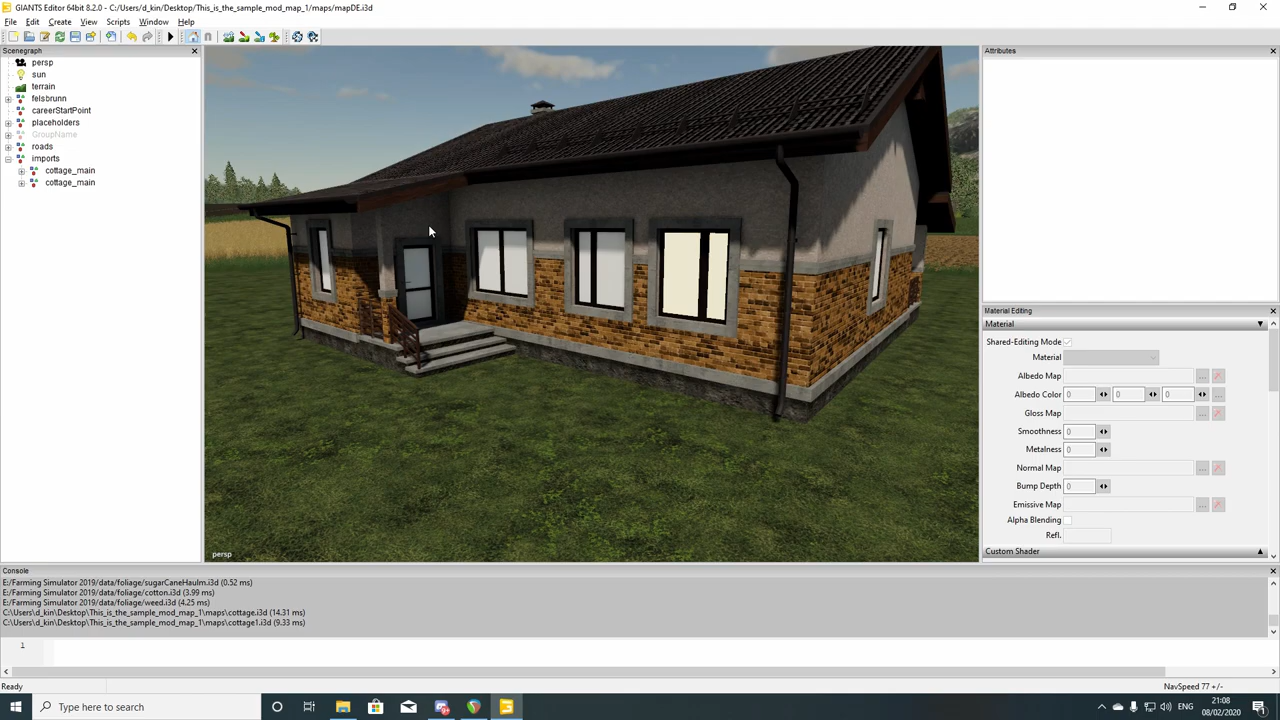 GIANTS Editor 64bit 8.2.0 - C:/Users/d_kin/Desktop/This_is_the_sample_mod_map_1/maps/mapDE.i3d
File Edit Create View Scripts Window Help
Scenegraph
persp
sun
terrain
felsbrunn
careerStartPoint
placeholders
GroupName
roads
imports
cottage_main
cottage_main
persp
Attributes
Material Editing
Material
Shared-Editing Mode
Material
Albedo Map
...
Albedo Color 0 0 0 ...
Gloss Map
...
Smoothness 0
Metalness 0
Normal Map
...
Bump Depth 0
Emissive Map
...
Alpha Blending
Refl.
Custom Shader
Console
E:/Farming Simulator 2019/data/foliage/sugarCaneHaulm.i3d (0.52 ms)
E:/Farming Simulator 2019/data/foliage/cotton.i3d (3.99 ms)
E:/Farming Simulator 2019/data/foliage/weed.i3d (4.25 ms)
C:\Users\d_kin\Desktop\This_is_the_sample_mod_map_1\maps\cottage.i3d (14.31 ms)
C:\Users\d_kin\Desktop\This_is_the_sample_mod_map_1\maps\cottage1.i3d (9.33 ms)
1
Ready
NavSpeed 77 +/-
Type here to search
ENG
21:08
08/02/2020
1